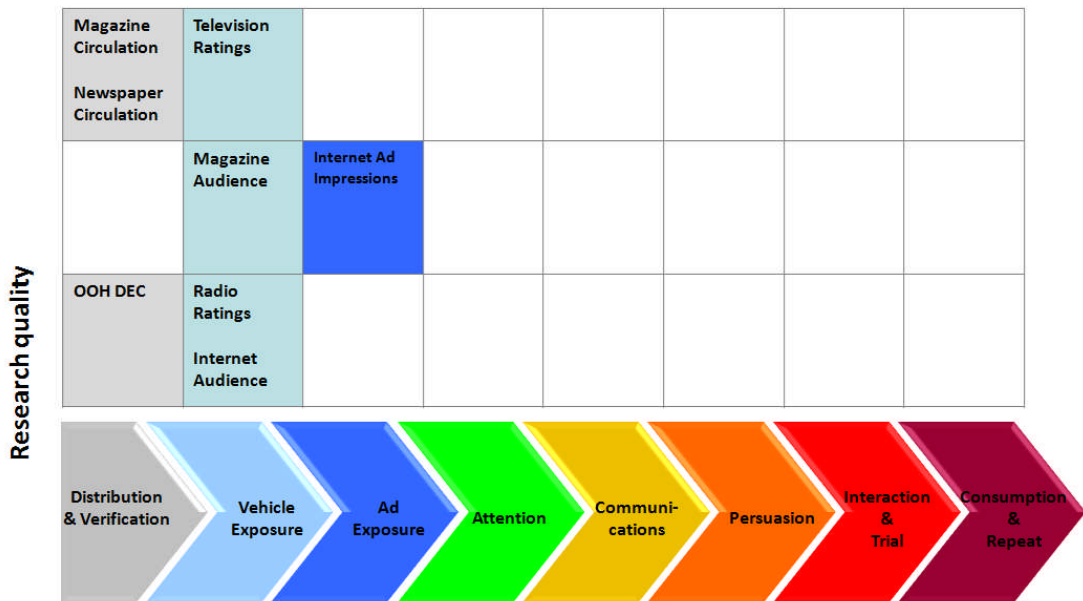 Magazine
Circulation
Newspaper
Circulation
Television
Ratings
Magazine
Audience
Internet Ad
Impressions
OOH DEC
Radio
Ratings
Internet
Audience
Research quality
Distribution
& Verification
Vehicle
Exposure
Ad
Exposure
Attention
Communi-
cations
Persuasion
Interaction
&
Trial
Consumption
&
Repeat